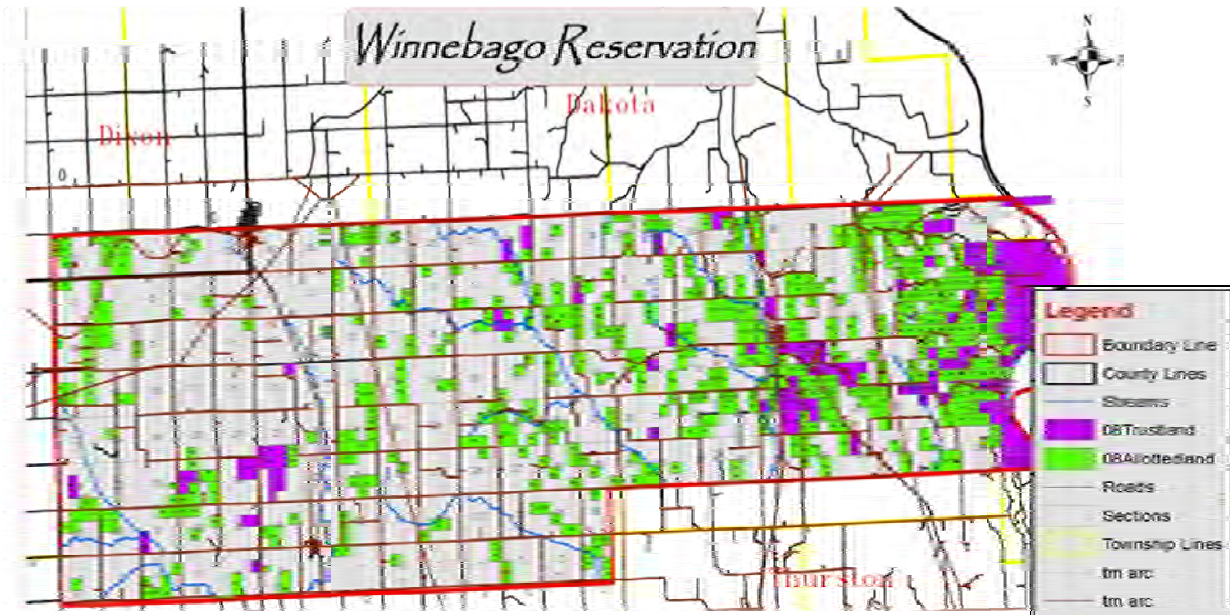 Winnebago Reservation
N
W
S
Dakota
Dixon
0
Legend
Boundary Line
County Lines
Streams
08Trustland
08Allottedland
Roads
Sections
Township Lines
tm arc
tm arc
Thurston